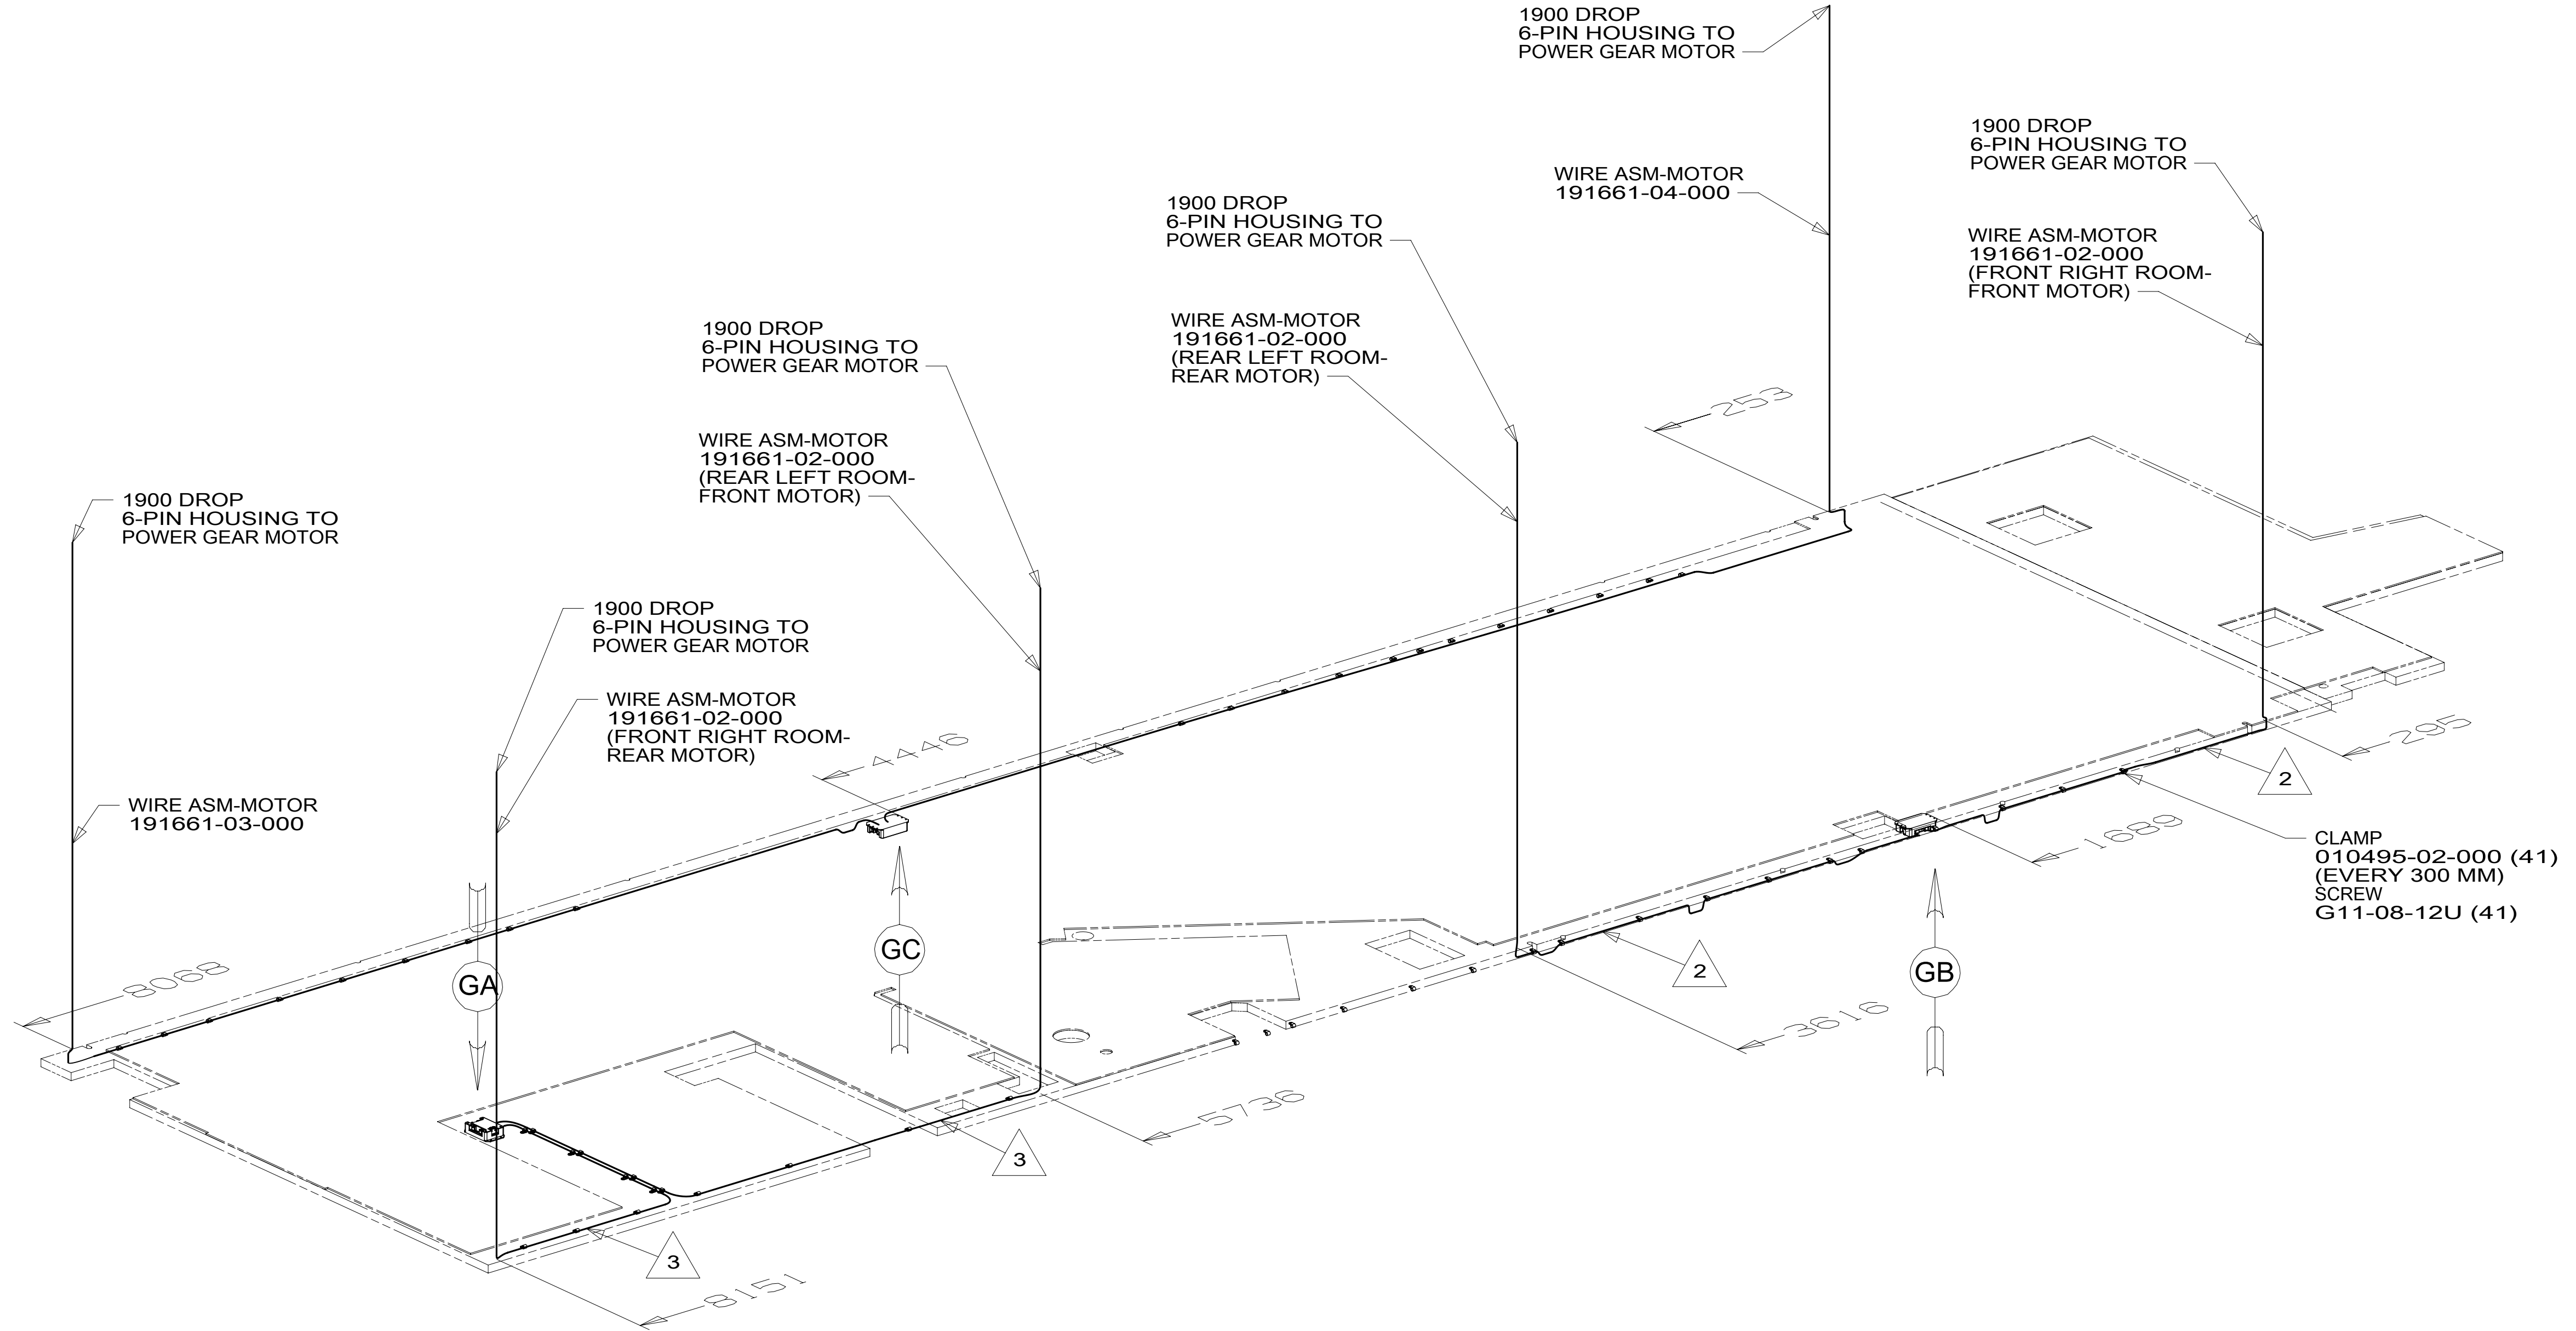 1900 DROP
6-PIN HOUSING TO
POWER GEAR MOTOR
1900 DROP
6-PIN HOUSING TO
POWER GEAR MOTOR
WIRE ASM-MOTOR
191661-04-000
1900 DROP
6-PIN HOUSING TO
POWER GEAR MOTOR
WIRE ASM-MOTOR
191661-02-000
(FRONT RIGHT ROOM-
FRONT MOTOR)
1900 DROP
6-PIN HOUSING TO
POWER GEAR MOTOR
WIRE ASM-MOTOR
191661-02-000
(REAR LEFT ROOM-
REAR MOTOR)
253
WIRE ASM-MOTOR
191661-02-000
(REAR LEFT ROOM-
FRONT MOTOR)
1900 DROP
6-PIN HOUSING TO
POWER GEAR MOTOR
1900 DROP
6-PIN HOUSING TO
POWER GEAR MOTOR
WIRE ASM-MOTOR
191661-02-000
(FRONT RIGHT ROOM-
REAR MOTOR)
4446
295
2
WIRE ASM-MOTOR
191661-03-000
1689
CLAMP
010495-02-000 (41)
(EVERY 300 MM)
SCREW
G11-08-12U (41)
8068
GA
GC
2
GB
3616
5736
3
3
8151